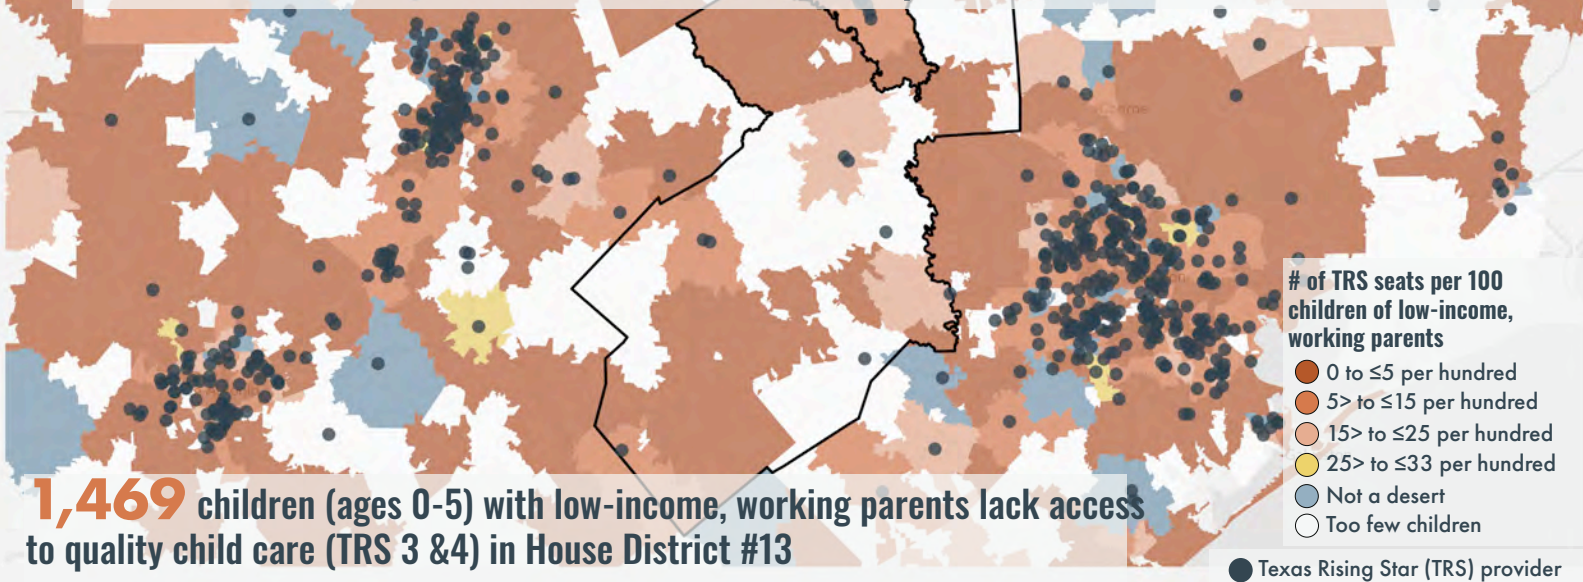 # of TRS seats per 100
children of low-income,
working parents
0 to ≤5 per hundred
5> to ≤15 per hundred
15> to ≤25 per hundred
25> to ≤33 per hundred
Not a desert
Too few children
Texas Rising Star (TRS) provider
1,469 children (ages 0-5) with low-income, working parents lack access
to quality child care (TRS 3 &4) in House District #13